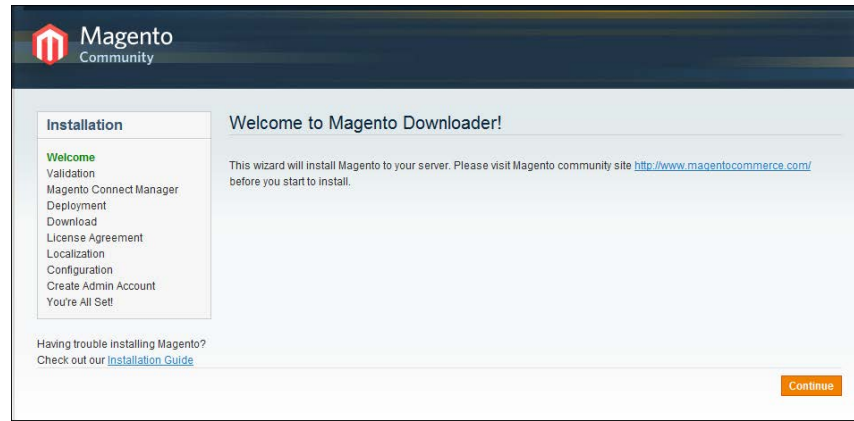 Magento
Community
Installation
Welcome
Validation
Magento Connect Manager
Deployment
Download
License Agreement
Localization
Configuration
Create Admin Account
You're All Set!
Having trouble installing Magento?
Check out our Installation Guide
Welcome to Magento Downloader!
This wizard will install Magento to your server. Please visit Magento community site http://www.magentocommerce.com/
before you start to install.
Continue